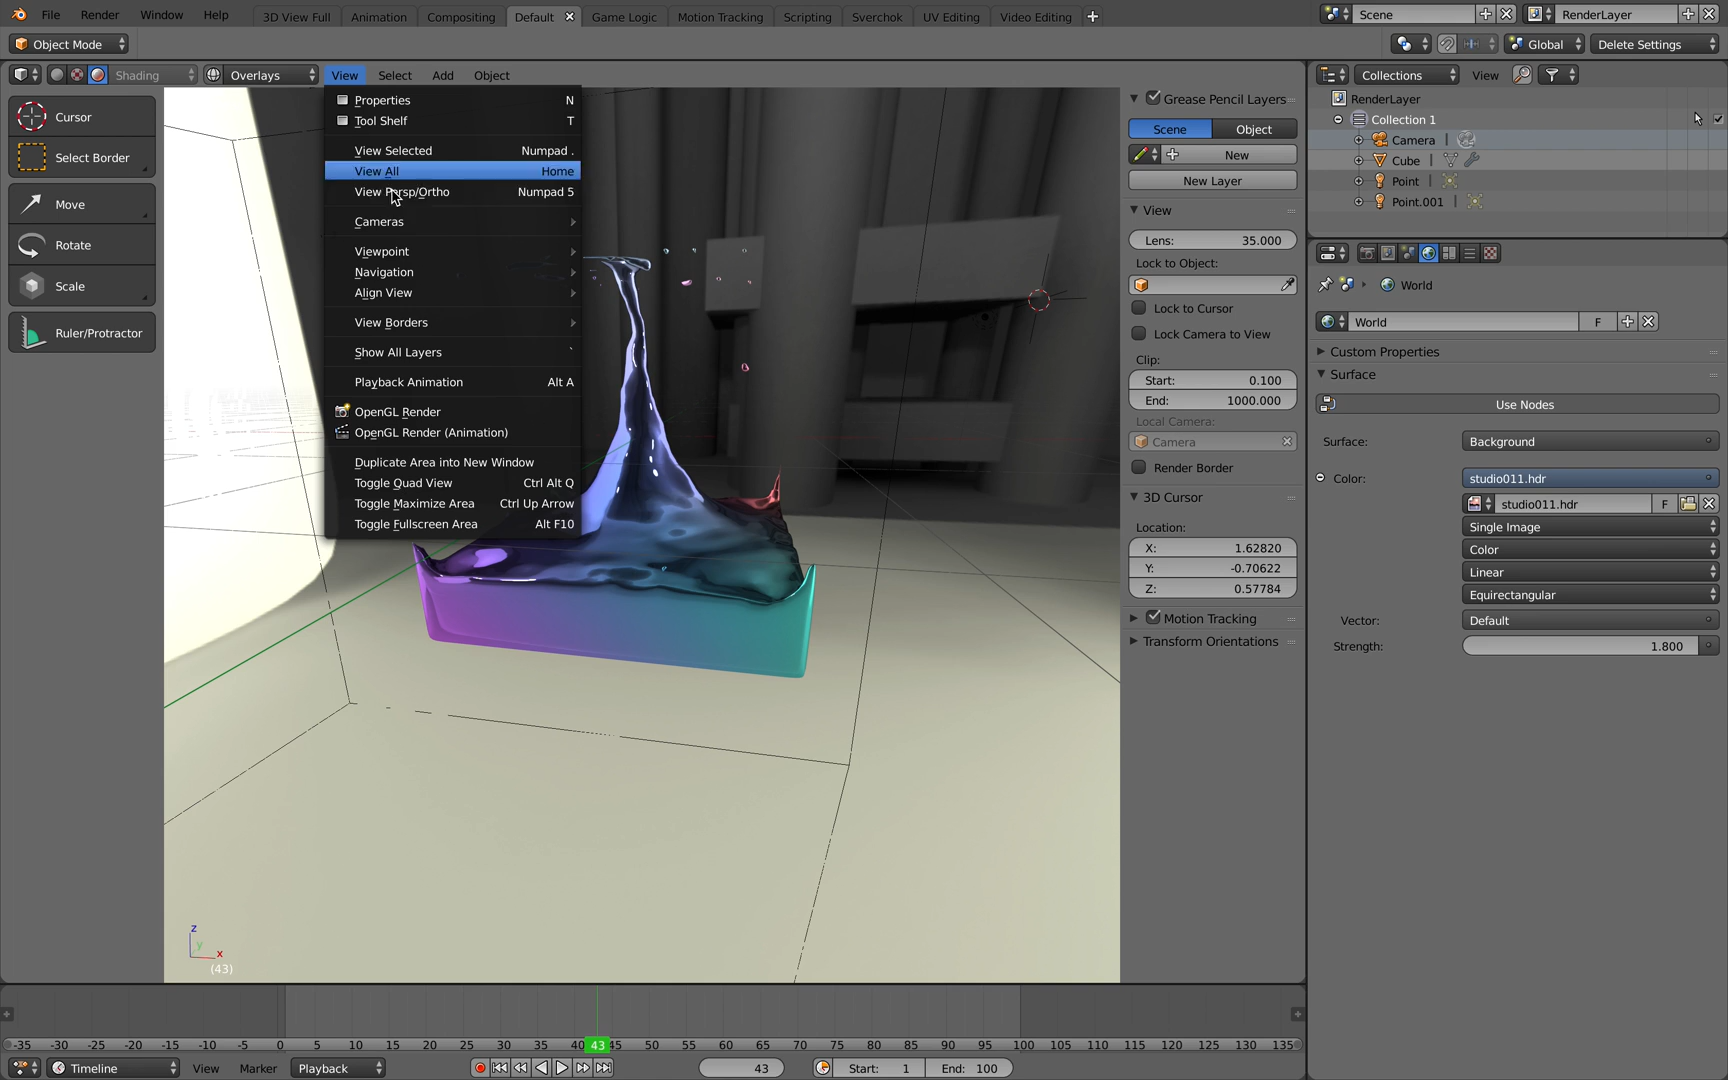 File Render Window Help 3D View Full Animation Compositing Default Game Logic Motion Tracking Scripting Sverchok UV Editing Video Editing Scene RenderLayer
Object Mode Global Delete Settings
Shading Overlays View Select Add Object
Cursor
Select Border
Move
Rotate
Scale
Ruler/Protractor
Properties N
Tool Shelf T
View Selected Numpad .
View All Home
View Persp/Ortho Numpad 5
Cameras
Viewpoint
Navigation
Align View
View Borders
Show All Layers `
Playback Animation Alt A
OpenGL Render
OpenGL Render (Animation)
Duplicate Area into New Window
Toggle Quad View Ctrl Alt Q
Toggle Maximize Area Ctrl Up Arrow
Toggle Fullscreen Area Alt F10
z
y
x
(43)
Grease Pencil Layers
Scene Object
New
New Layer
View
Lens: 35.000
Lock to Object:
Lock to Cursor
Lock Camera to View
Clip:
Start: 0.100
End: 1000.000
Local Camera:
Camera
Render Border
3D Cursor
Location:
X: 1.62820
Y: -0.70622
Z: 0.57784
Motion Tracking
Transform Orientations
Collections View
RenderLayer
Collection 1
Camera
Cube
Point
Point.001
World
World F
Custom Properties
Surface
Use Nodes
Surface: Background
Color: studio011.hdr
studio011.hdr F
Single Image
Color
Linear
Equirectangular
Vector: Default
Strength: 1.800
-35 -30 -25 -20 -15 -10 -5 0 5 10 15 20 25 30 35 40 43 45 50 55 60 65 70 75 80 85 90 95 100 105 110 115 120 125 130 135
Timeline View Marker Playback 43 Start: 1 End: 100